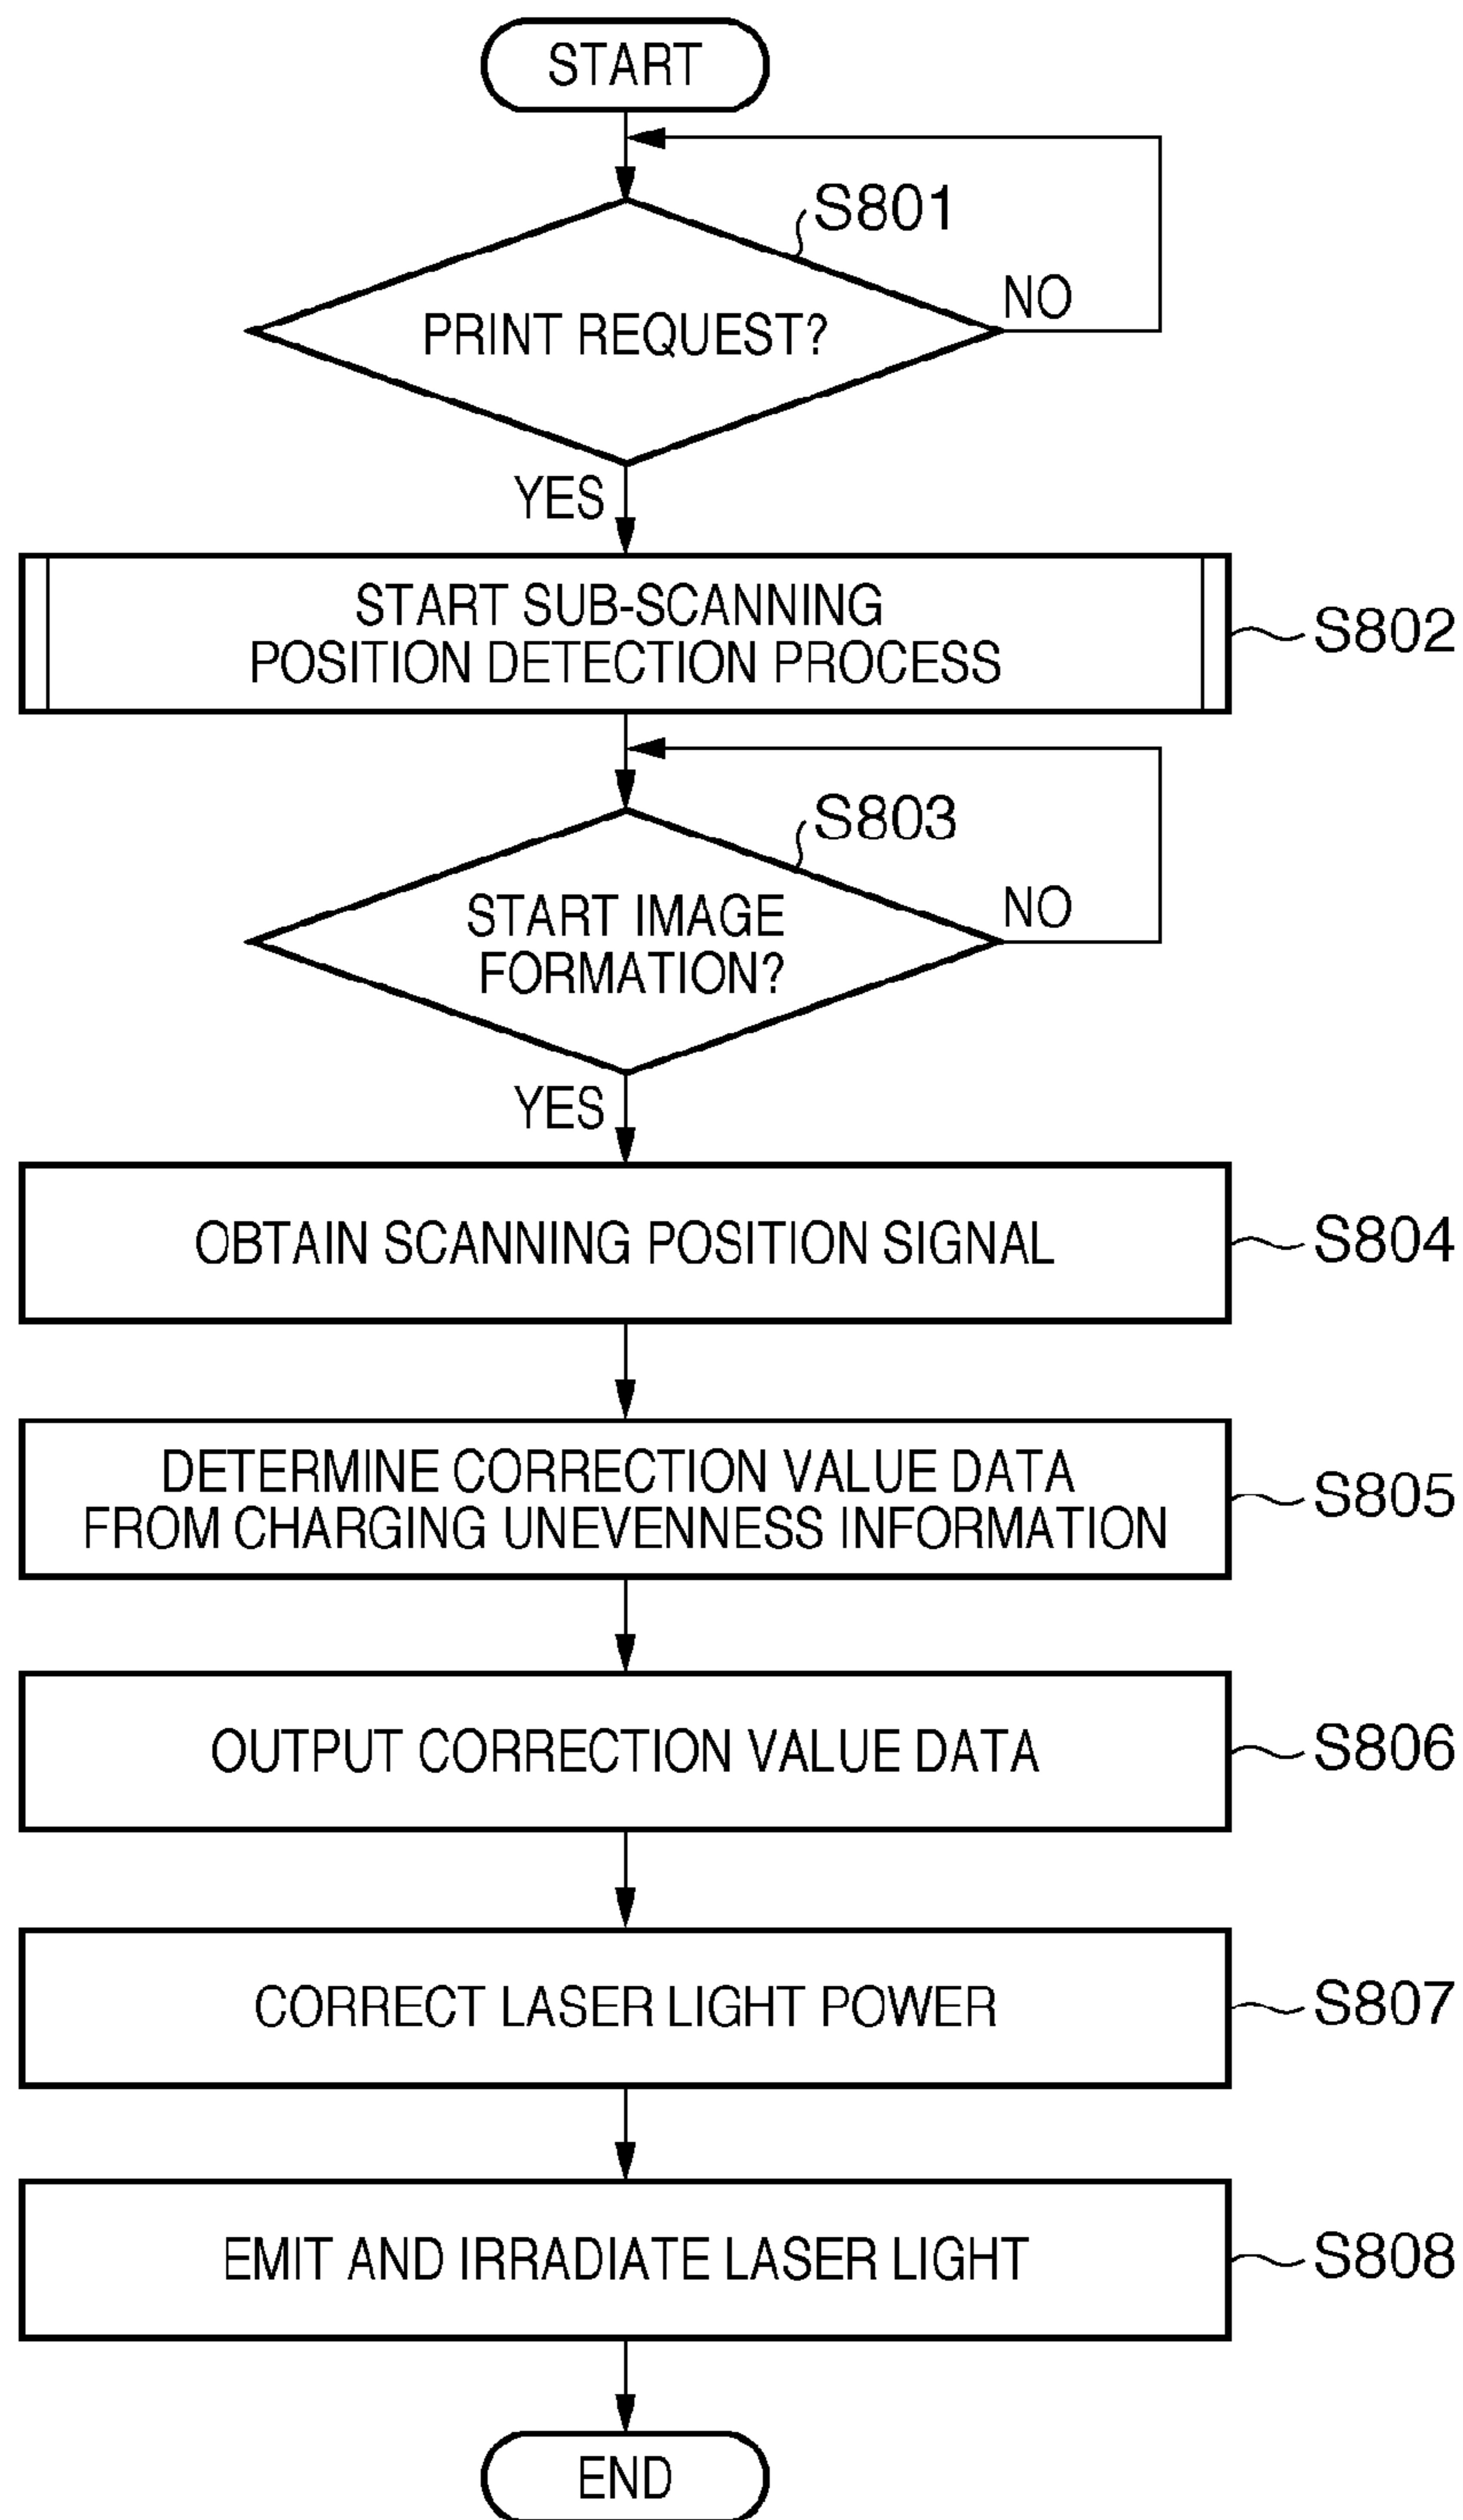 START
S801
PRINT REQUEST?
NO
YES
START SUB-SCANNING
POSITION DETECTION PROCESS
S802
S803
START IMAGE
FORMATION?
NO
YES
OBTAIN SCANNING POSITION SIGNAL
S804
DETERMINE CORRECTION VALUE DATA
FROM CHARGING UNEVENNESS INFORMATION
S805
OUTPUT CORRECTION VALUE DATA
S806
CORRECT LASER LIGHT POWER
S807
EMIT AND IRRADIATE LASER LIGHT
S808
END